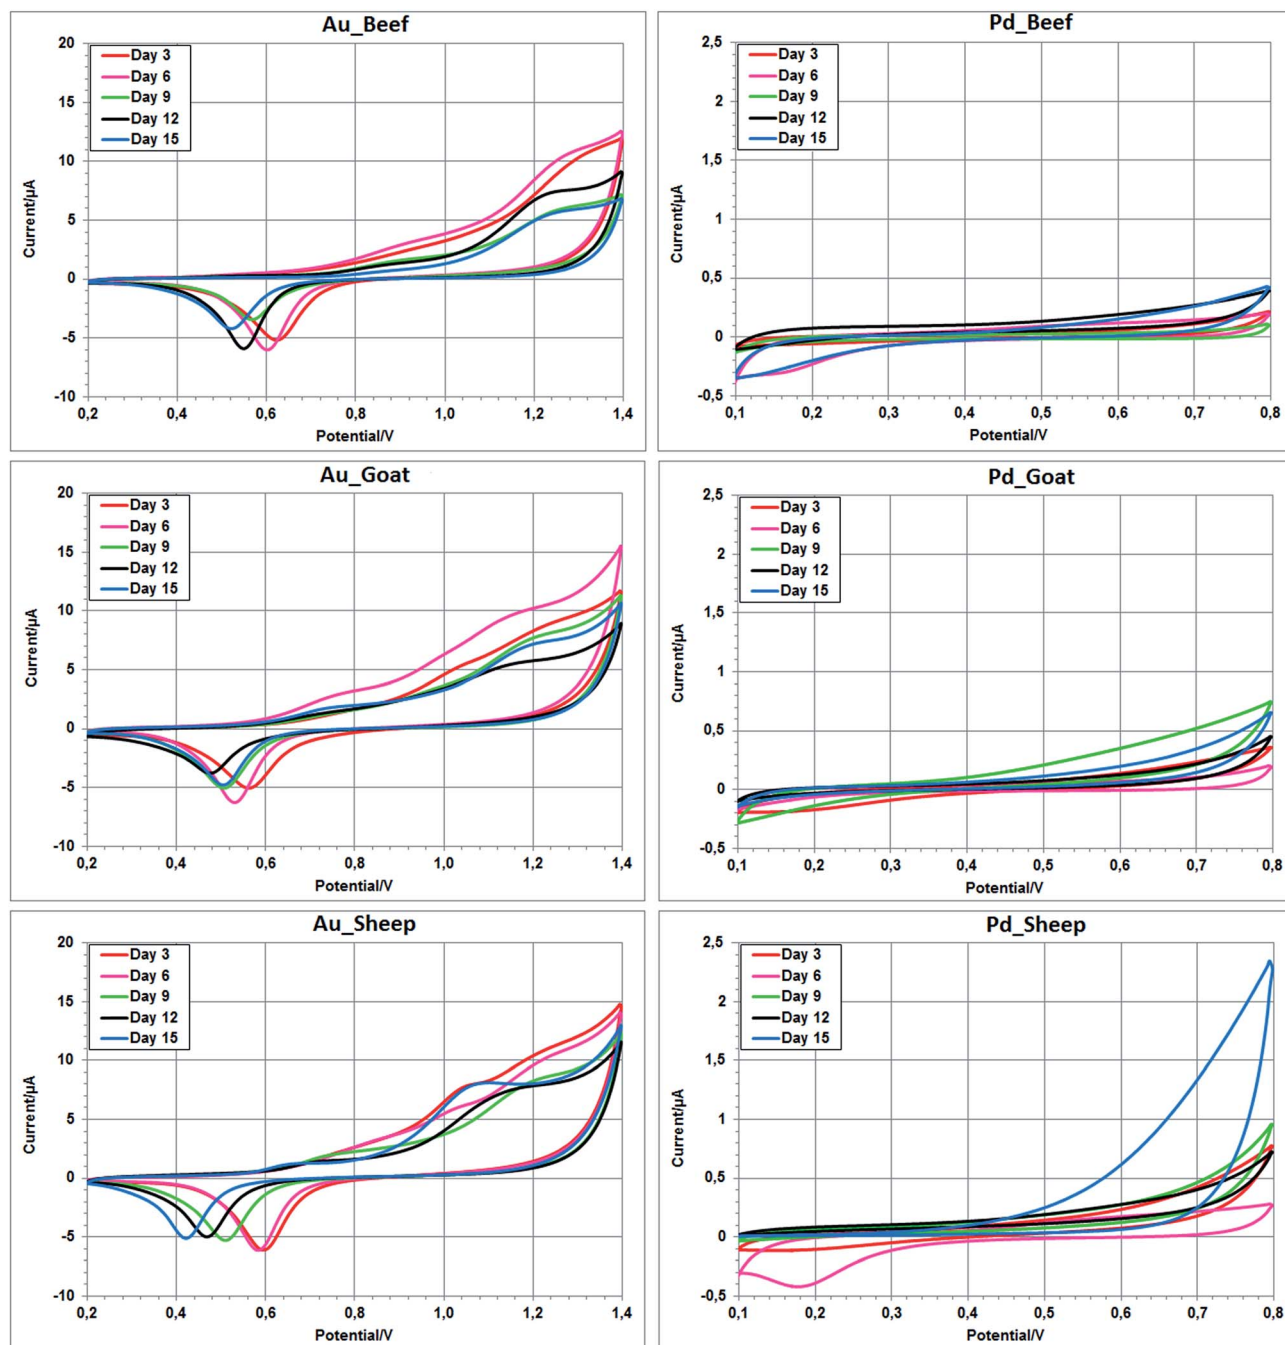 Au_Beef
20
15
10
5
0
-5
-10
Current/µA
Day 3
Day 6
Day 9
Day 12
Day 15
0,2 0,4 0,6 0,8 1,0 1,2 1,4
Potential/V
Pd_Beef
2,5
2
1,5
1
0,5
0
-0,5
Current/µA
Day 3
Day 6
Day 9
Day 12
Day 15
0,1 0,2 0,3 0,4 0,5 0,6 0,7 0,8
Potential/V
Au_Goat
20
15
10
5
0
-5
-10
Current/µA
Day 3
Day 6
Day 9
Day 12
Day 15
0,2 0,4 0,6 0,8 1,0 1,2 1,4
Potential/V
Pd_Goat
2,5
2
1,5
1
0,5
0
-0,5
Current/µA
Day 3
Day 6
Day 9
Day 12
Day 15
0,1 0,2 0,3 0,4 0,5 0,6 0,7 0,8
Potential/V
Au_Sheep
20
15
10
5
0
-5
-10
Current/µA
Day 3
Day 6
Day 9
Day 12
Day 15
0,2 0,4 0,6 0,8 1,0 1,2 1,4
Potential/V
Pd_Sheep
2,5
2
1,5
1
0,5
0
-0,5
Current/µA
Day 3
Day 6
Day 9
Day 12
Day 15
0,1 0,2 0,3 0,4 0,5 0,6 0,7 0,8
Potential/V